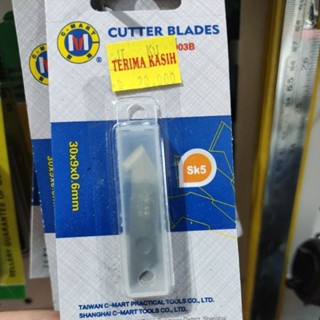 C-MART
M
CUTTER BLADES
003B
TERIMA KASIH
30x9x0.6mm
Sk5
TAIWAN C-MART PRACTICAL TOOLS CO., LTD.
SHANGHAI C-MART TOOLS CO., LTD.